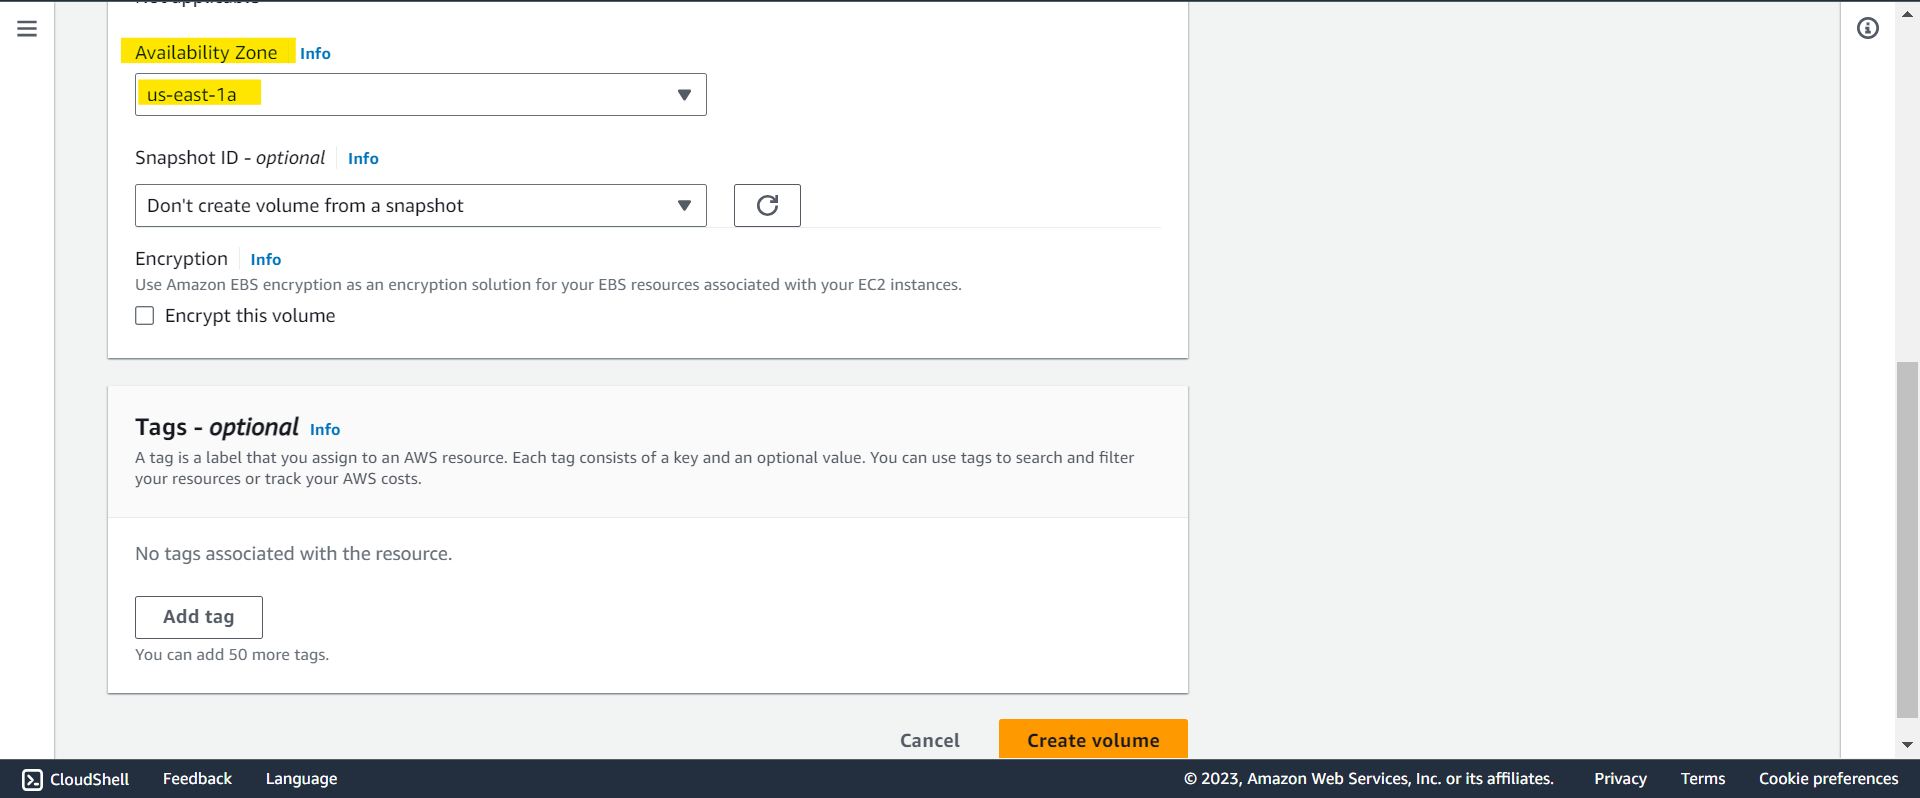 Not applicable
Availability Zone Info
us-east-1a
Snapshot ID - optional Info
Don't create volume from a snapshot
Encryption Info
Use Amazon EBS encryption as an encryption solution for your EBS resources associated with your EC2 instances.
Encrypt this volume
Tags - optional Info
A tag is a label that you assign to an AWS resource. Each tag consists of a key and an optional value. You can use tags to search and filter
your resources or track your AWS costs.
No tags associated with the resource.
Add tag
You can add 50 more tags.
Cancel Create volume
CloudShell Feedback Language © 2023, Amazon Web Services, Inc. or its affiliates. Privacy Terms Cookie preferences